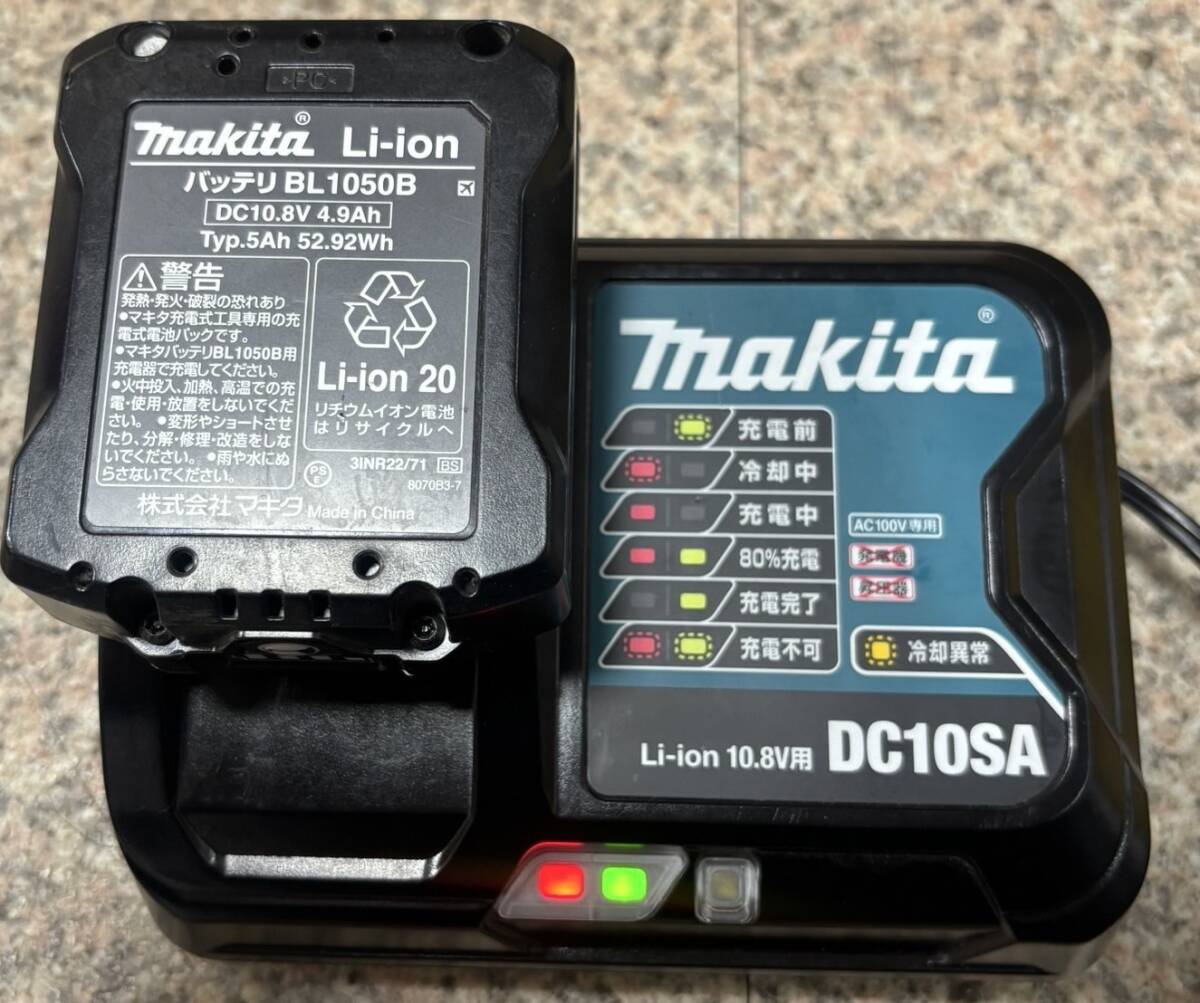 >PC<
makita® Li-ion
バッテリ BL1050B
DC10.8V 4.9Ah
Typ.5Ah 52.92Wh
警告
発熱・発火・破裂の恐れあり
●マキタ充電式工具専用の充
電式電池パックです。
●マキタバッテリBL1050B用
充電器で充電してください。
●火中投入、加熱、高温での充
電・使用・放置をしないでくだ
さい。 ●変形やショートさせ
たり、分解・修理・改造をしな
いでください。 ●雨や水にぬ
らさないでください。
Li-ion 20
リチウムイオン電池
はリサイクルへ
3INR22/71 BS
PS
E
8070B3-7
株式会社 マキタ Made in China
makita®
充電前
冷却中
充電中
80%充電
充電完了
充電不可
AC100V専用
発電機
昇圧器
冷却異常
Li-ion 10.8V用 DC10SA